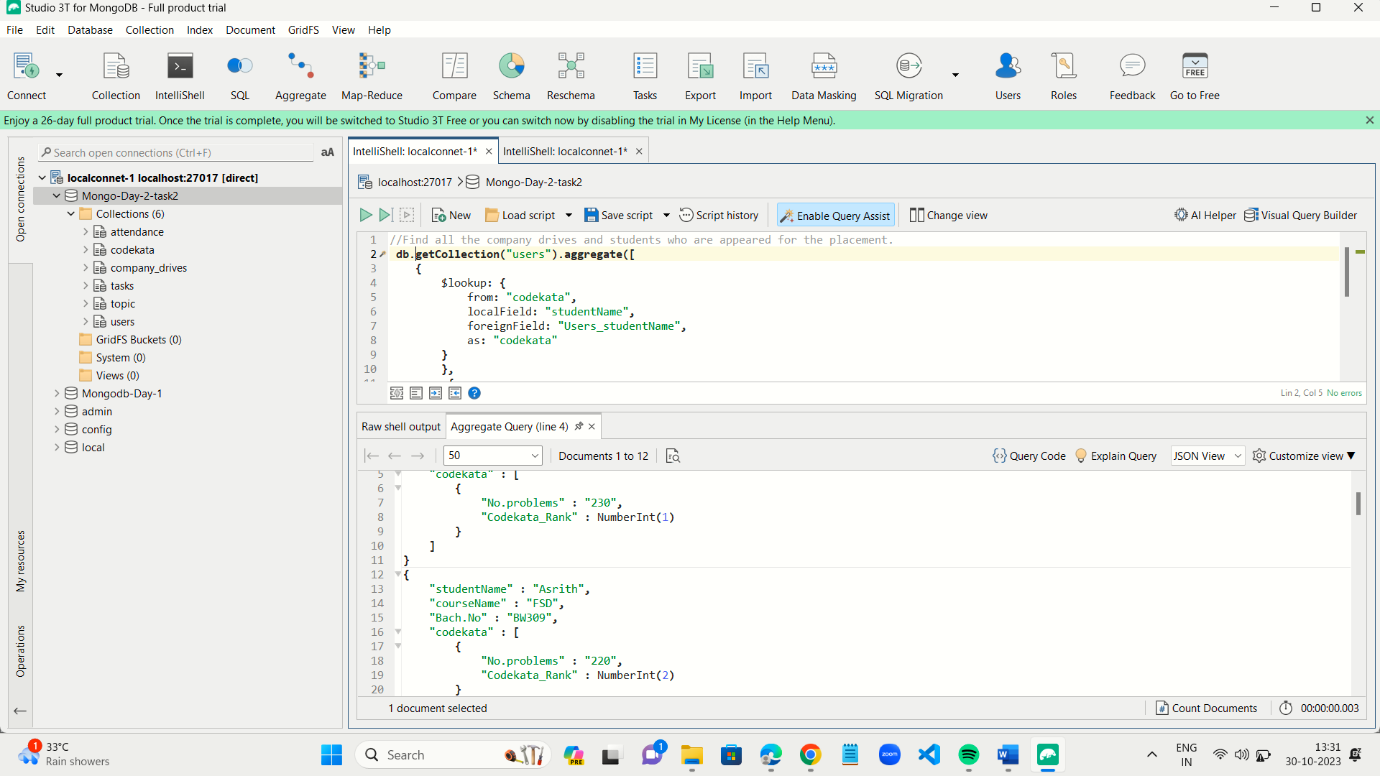 Studio 3T for MongoDB - Full product trial
File Edit Database Collection Index Document GridFS View Help
Connect Collection IntelliShell SQL Aggregate Map-Reduce Compare Schema Reschema Tasks Export Import Data Masking SQL Migration Users Roles Feedback FREE Go to Free
Enjoy a 26-day full product trial. Once the trial is complete, you will be switched to Studio 3T Free or you can switch now by disabling the trial in My License (in the Help Menu).
Open connections
My resources
Operations
Search open connections (Ctrl+F) aA
localconnet-1 localhost:27017 [direct]
Mongo-Day-2-task2
Collections (6)
attendance
codekata
company_drives
tasks
topic
users
GridFS Buckets (0)
System (0)
Views (0)
Mongodb-Day-1
admin
config
local
IntelliShell: localconnet-1* IntelliShell: localconnet-1*
localhost:27017 Mongo-Day-2-task2
New Load script Save script Script history Enable Query Assist Change view AI Helper Visual Query Builder
1 //Find all the company drives and students who are appeared for the placement.
2 db.getCollection("users").aggregate([
3 {
4 $lookup: {
5 from: "codekata",
6 localField: "studentName",
7 foreignField: "Users_studentName",
8 as: "codekata"
9 }
10 },
11 {
Lin 2, Col 5 No errors
Raw shell output Aggregate Query (line 4)
50 Documents 1 to 12 Query Code Explain Query JSON View Customize view
5 "codekata" : [
6 {
7 "No.problems" : "230",
8 "Codekata_Rank" : NumberInt(1)
9 }
10 ]
11 }
12 {
13 "studentName" : "Asrith",
14 "courseName" : "FSD",
15 "Bach.No" : "BW309",
16 "codekata" : [
17 {
18 "No.problems" : "220",
19 "Codekata_Rank" : NumberInt(2)
20 }
1 document selected Count Documents 00:00:00.003
1 33°C
Rain showers
Search
PRE
1
zoom
ENG
IN
13:31
30-10-2023